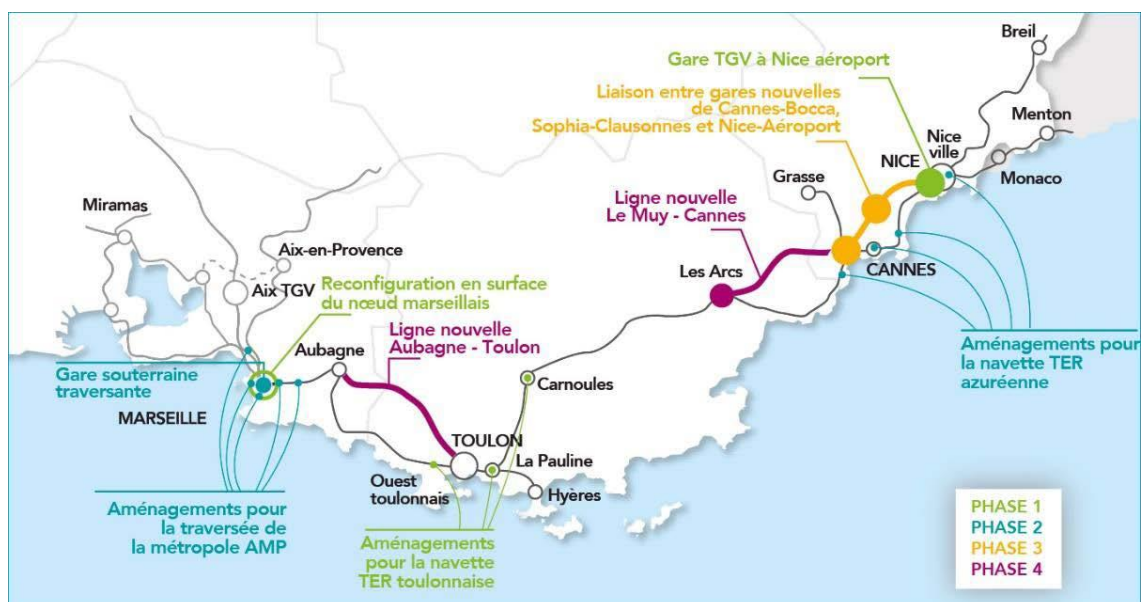 Breil
Gare TGV à Nice aéroport
Liaison entre gares nouvelles
de Cannes-Bocca,
Sophia-Clausonnes et Nice-Aéroport
Menton
Nice
ville
NICE
Monaco
Grasse
Ligne nouvelle
Le Muy - Cannes
Miramas
Aix-en-Provence
Aix TGV
Reconfiguration en surface
du nœud marseillais
Les Arcs
CANNES
Ligne nouvelle
Aubagne - Toulon
Aubagne
Aménagements pour
la navette TER
azuréenne
Gare souterraine
traversante
Carnoules
MARSEILLE
TOULON
La Pauline
Ouest
toulonnais
Hyères
Aménagements pour
la traversée de
la métropole AMP
Aménagements
pour la navette
TER toulonnaise
PHASE 1
PHASE 2
PHASE 3
PHASE 4